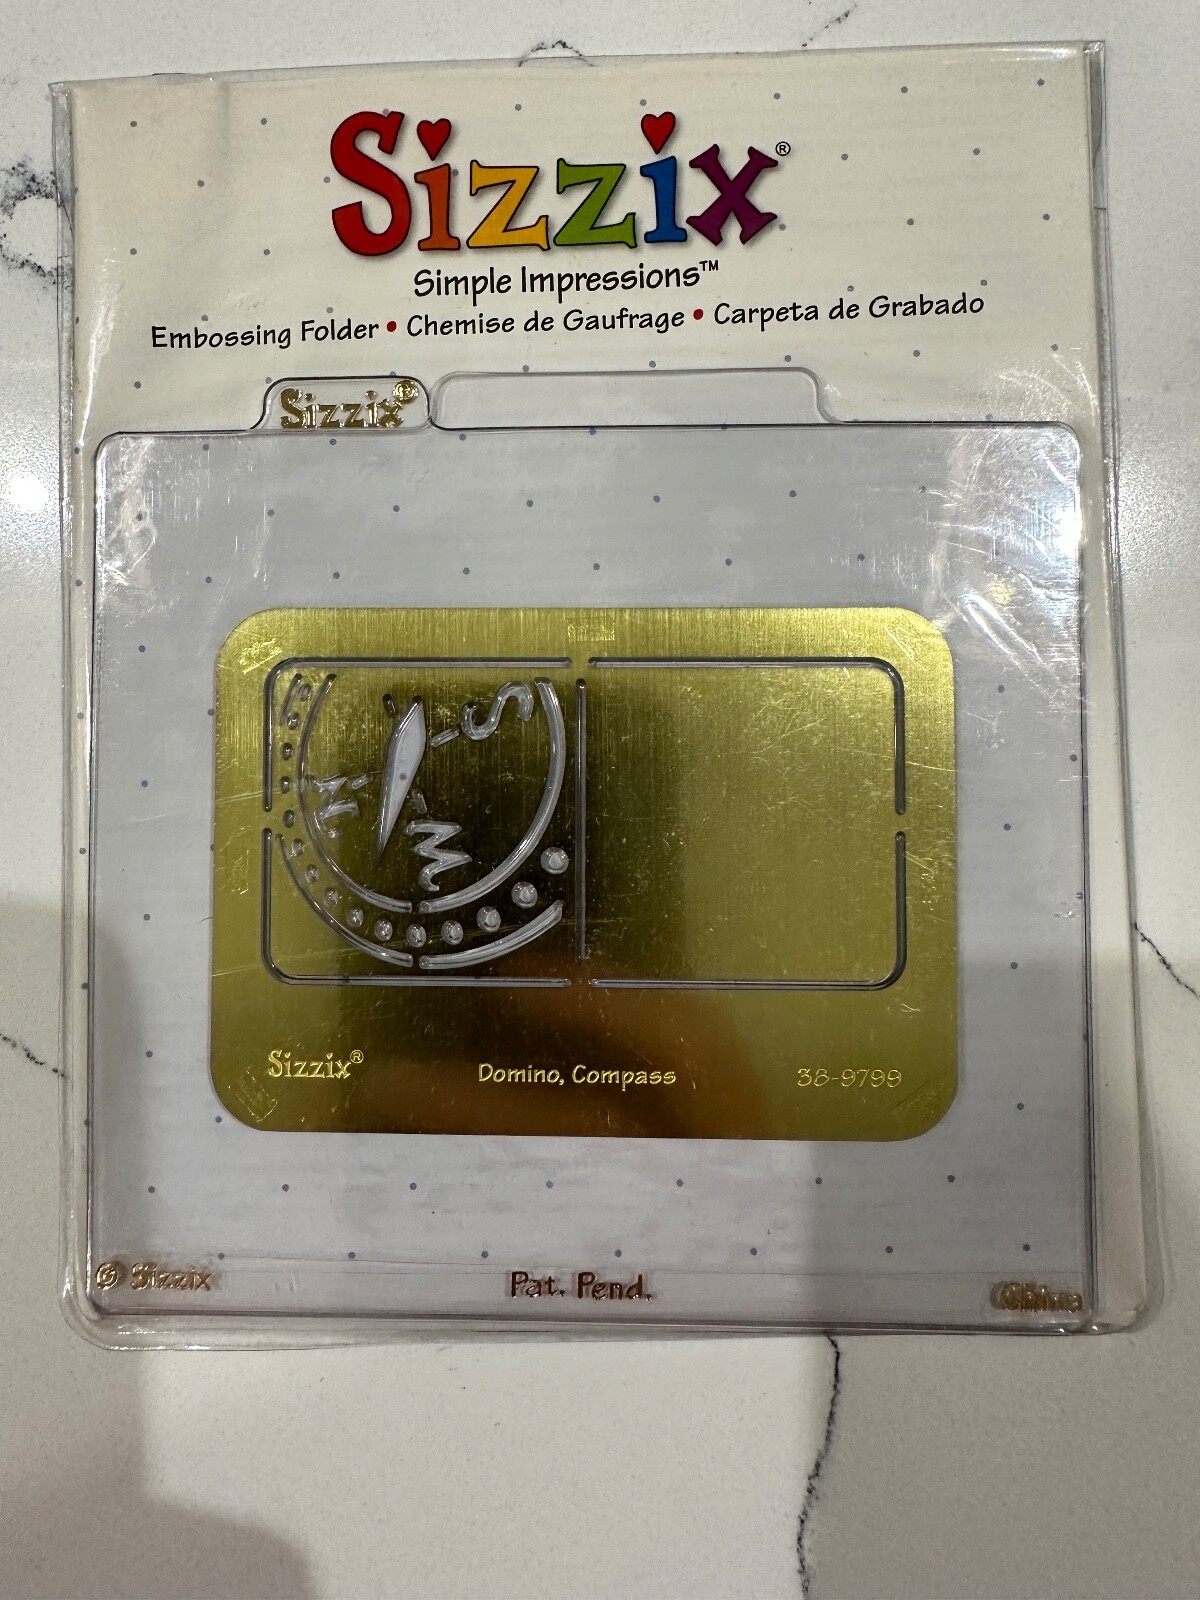 Sizzix®
Simple Impressions™
Embossing Folder • Chemise de Gaufrage • Carpeta de Grabado
Sizzix®
S
N
W
Sizzix®
Domino, Compass
38-9799
© Sizzix
Pat. Pend.
China